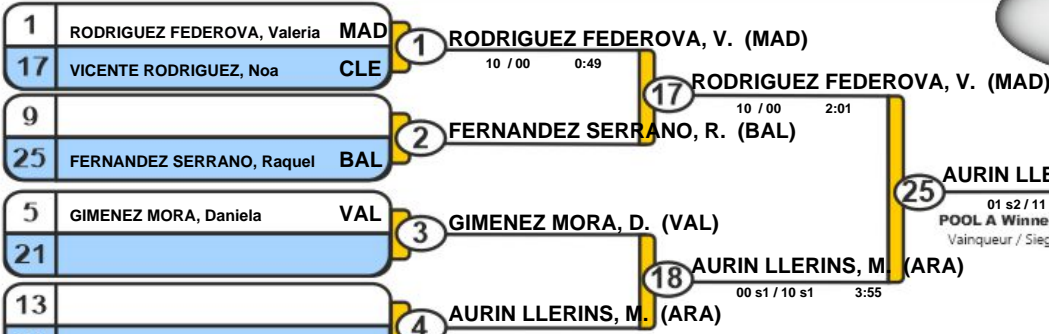 1 RODRIGUEZ FEDEROVA, Valeria MAD
17 VICENTE RODRIGUEZ, Noa CLE
1 RODRIGUEZ FEDEROVA, V. (MAD)
10 / 00 0:49
9
25 FERNANDEZ SERRANO, Raquel BAL
2 FERNANDEZ SERRANO, R. (BAL)
17 RODRIGUEZ FEDEROVA, V. (MAD)
10 / 00 2:01
5 GIMENEZ MORA, Daniela VAL
21
3 GIMENEZ MORA, D. (VAL)
13
4 AURIN LLERINS, M. (ARA)
18 AURIN LLERINS, M. (ARA)
00 s1 / 10 s1 3:55
25 AURIN LLE
01 s2 / 11
POOL A Winne
Vainqueur / Sieg